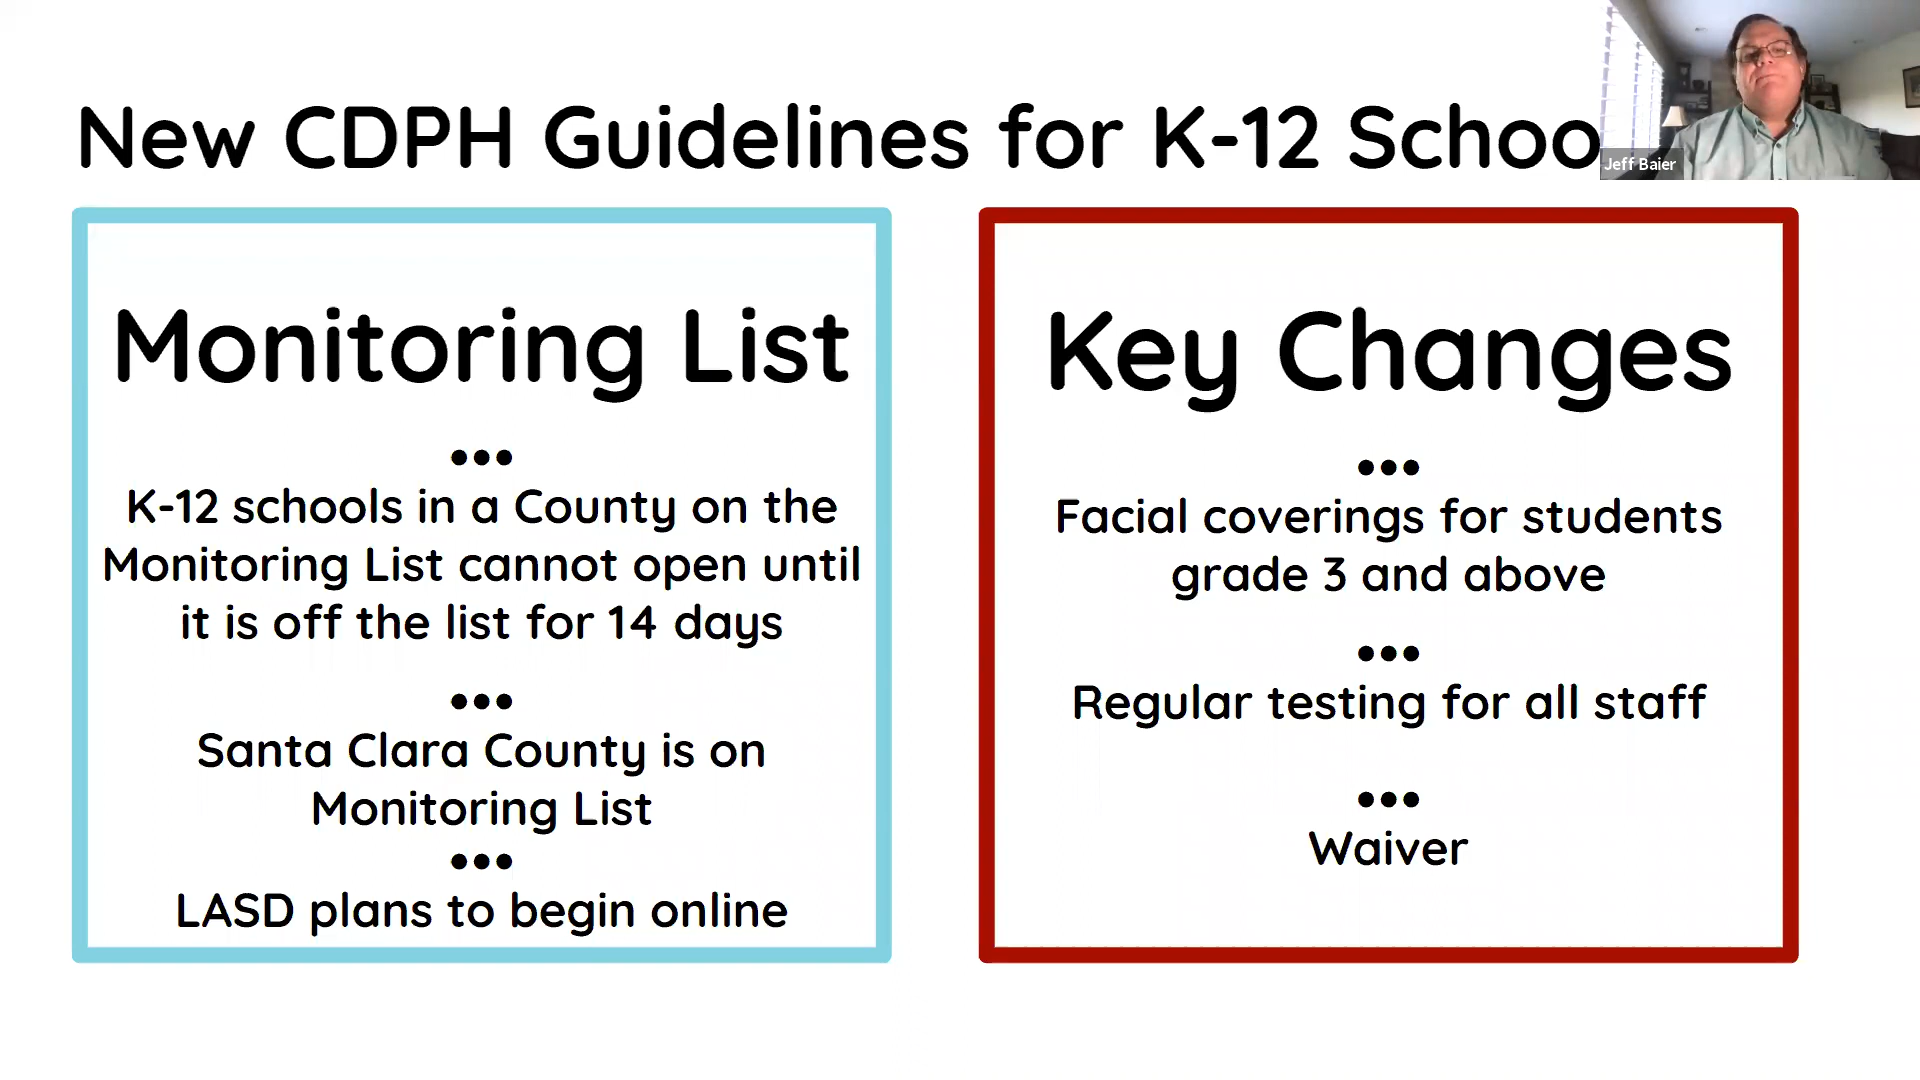 New CDPH Guidelines for K-12 Schoo
Jeff Baier
Monitoring List
•••
K-12 schools in a County on the
Monitoring List cannot open until
it is off the list for 14 days
•••
Santa Clara County is on
Monitoring List
•••
LASD plans to begin online
Key Changes
•••
Facial coverings for students
grade 3 and above
•••
Regular testing for all staff
•••
Waiver